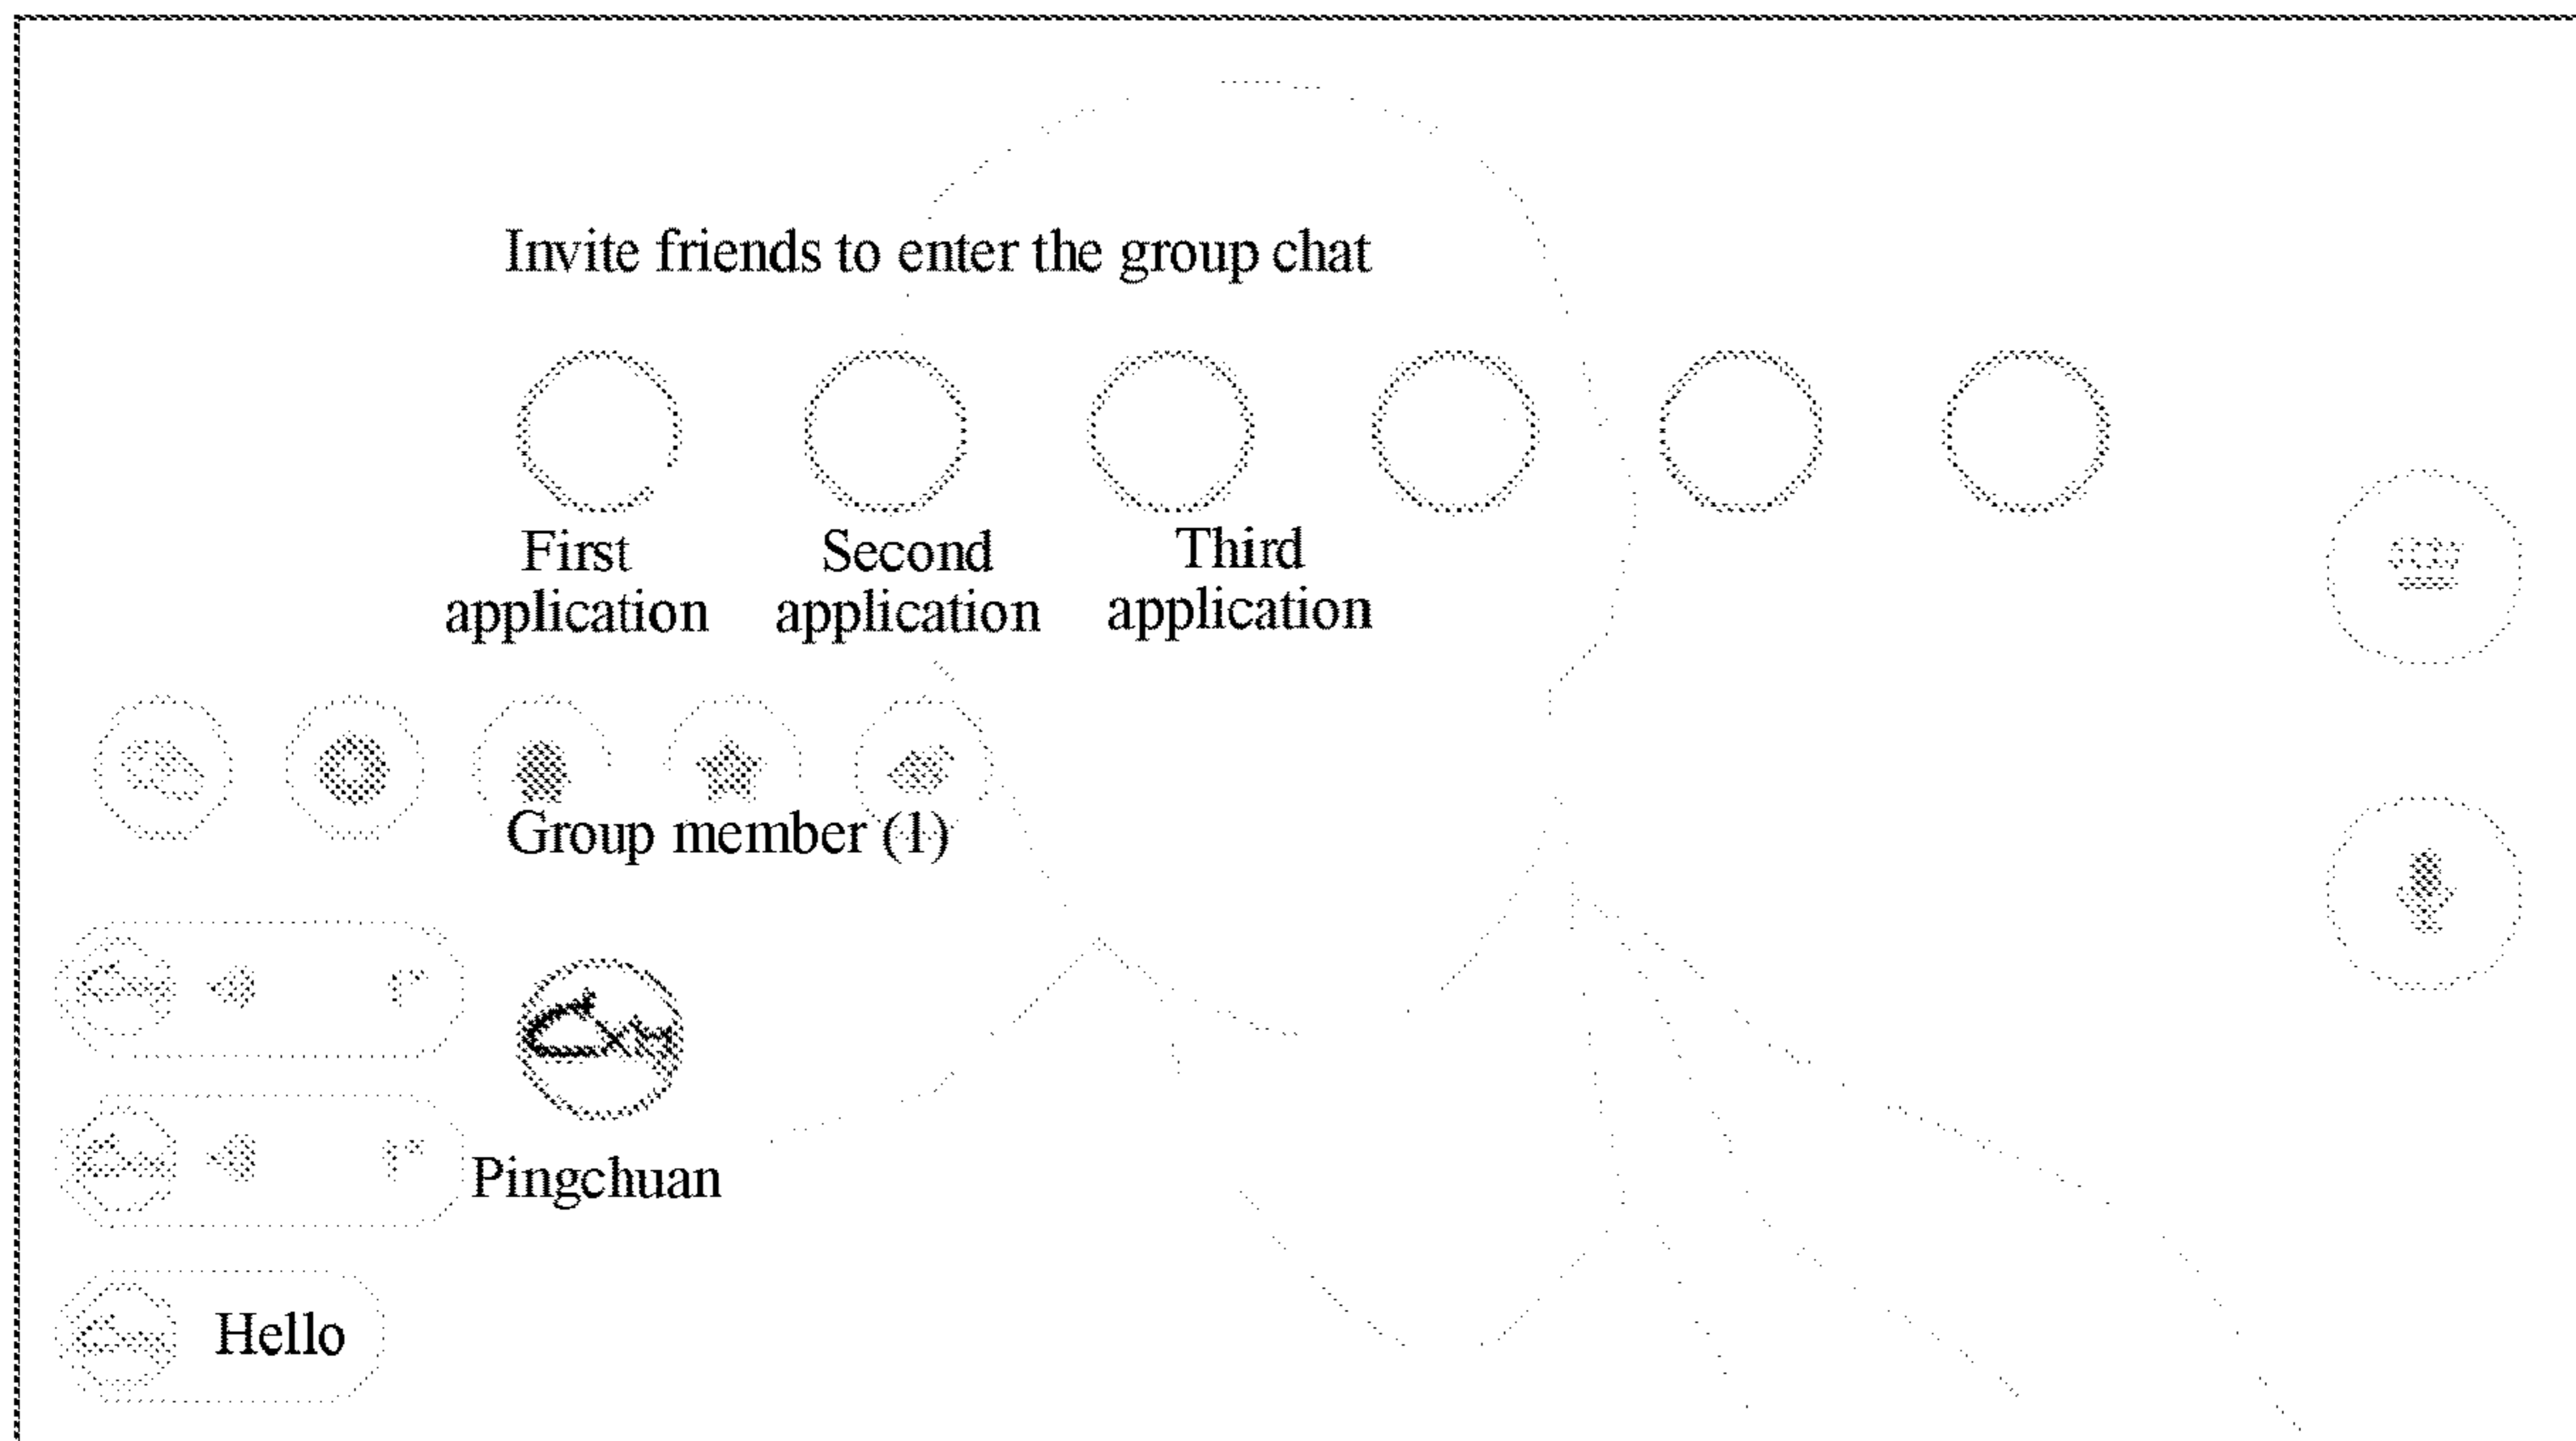 Invite friends to enter the group chat
First application
Second application
Third application
Group member (1)
Pingchuan
Hello